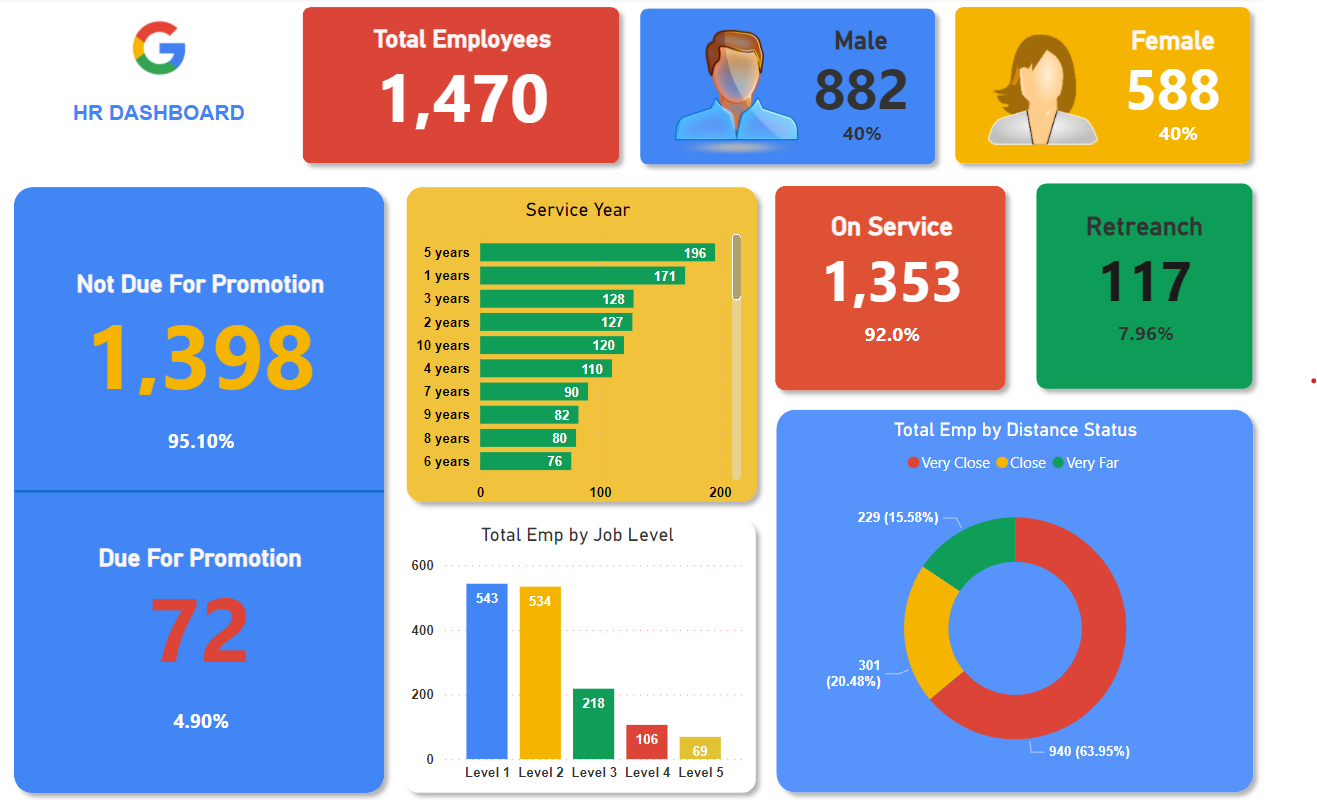 HR DASHBOARD
Total Employees
1,470
Male
882
40%
Female
588
40%
Not Due For Promotion
1,398
95.10%
Due For Promotion
72
4.90%
Service Year
5 years 196
1 years 171
3 years 128
2 years 127
10 years 120
4 years 110
7 years 90
9 years 82
8 years 80
6 years 76
0 100 200
Total Emp by Job Level
600
400
200
0
543
534
218
106
69
Level 1 Level 2 Level 3 Level 4 Level 5
On Service
1,353
92.0%
Retreanch
117
7.96%
Total Emp by Distance Status
Very Close Close Very Far
229 (15.58%)
301
(20.48%)
940 (63.95%)